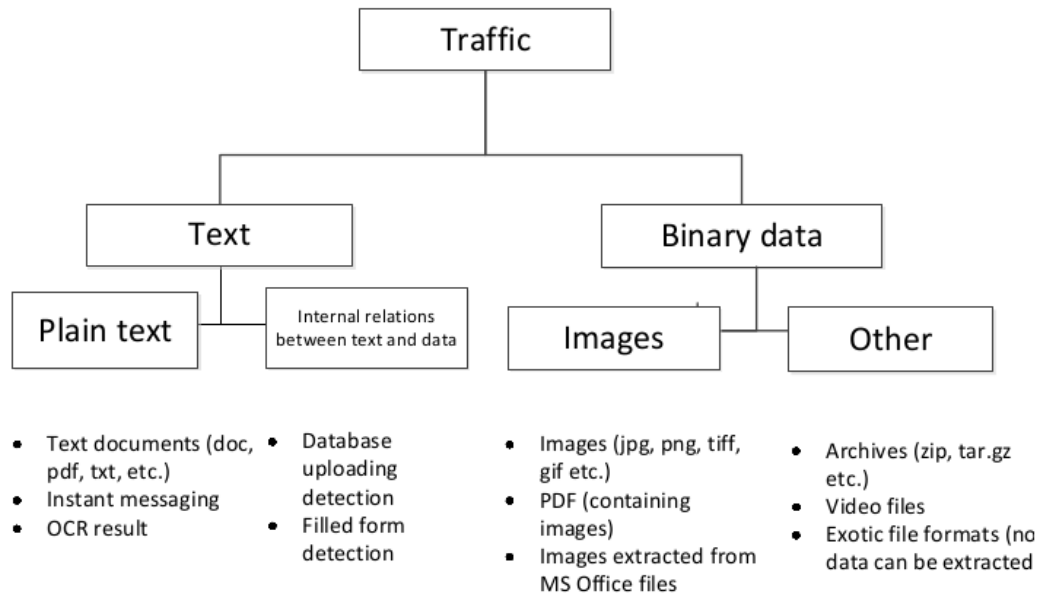 Traffic
Text
Binary data
Plain text
Internal relations
between text and data
Images
Other
• Text documents (doc,
pdf, txt, etc.)
• Instant messaging
• OCR result
• Database
uploading
detection
• Filled form
detection
• Images (jpg, png, tiff,
gif etc.)
• PDF (containing
images)
• Images extracted from
MS Office files
• Archives (zip, tar.gz
etc.)
• Video files
• Exotic file formats (no
data can be extracted